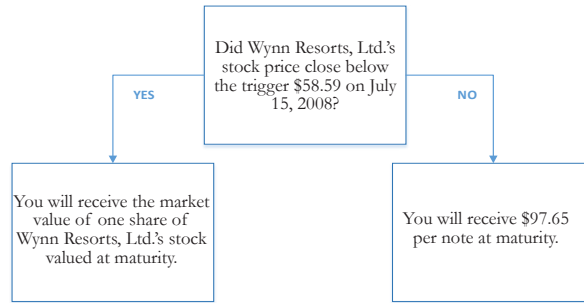 Did Wynn Resorts, Ltd.'s
stock price close below
the trigger $58.59 on July
15, 2008?
YES
NO
You will receive the market
value of one share of
Wynn Resorts, Ltd.'s stock
valued at maturity.
You will receive $97.65
per note at maturity.